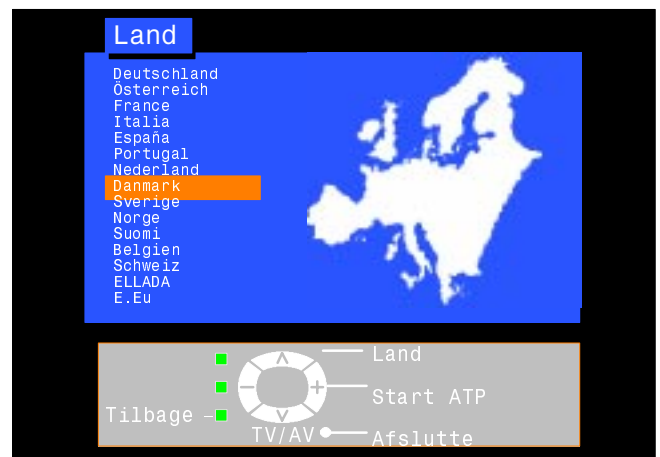 Land
Deutschland
Österreich
France
Italia
España
Portugal
Nederland
Danmark
Sverige
Norge
Suomi
Belgien
Schweiz
ELLADA
E.Eu
Land
Start ATP
Tilbage
TV/AV
Afslutte